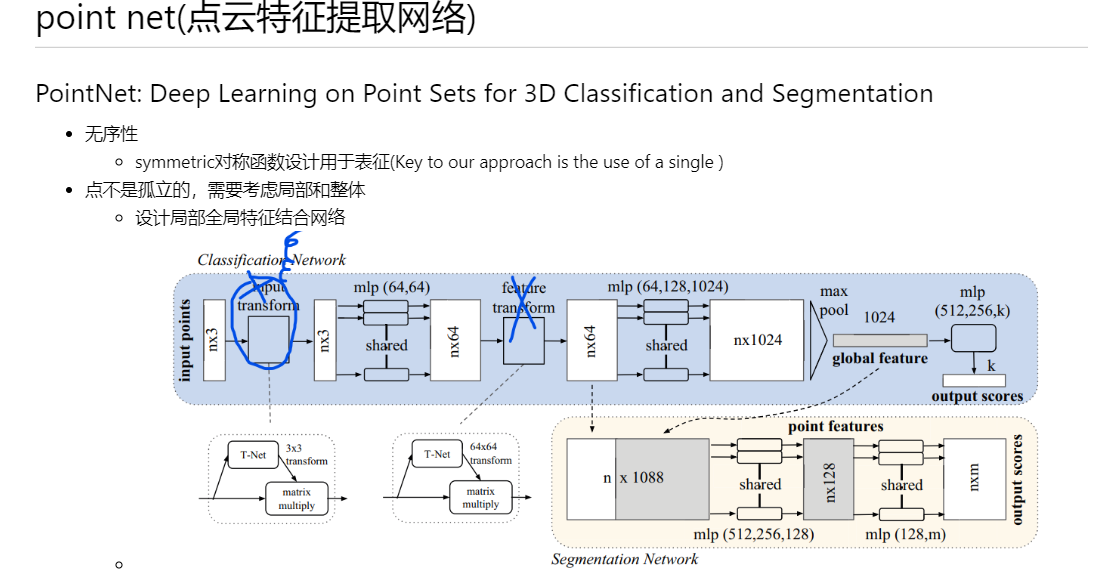 point net(点云特征提取网络)
PointNet: Deep Learning on Point Sets for 3D Classification and Segmentation
无序性
symmetric对称函数设计用于表征(Key to our approach is the use of a single )
点不是孤立的，需要考虑局部和整体
设计局部全局特征结合网络
Classification Network
input points
nx3
input
transform
nx3
mlp (64,64)
shared
nx64
feature
transform
nx64
mlp (64,128,1024)
shared
nx1024
max
pool
1024
global feature
mlp
(512,256,k)
k
output scores
T-Net
3x3
transform
matrix
multiply
T-Net
64x64
transform
matrix
multiply
point features
n x 1088
shared
nx128
shared
nxm
output scores
mlp (512,256,128)
mlp (128,m)
Segmentation Network